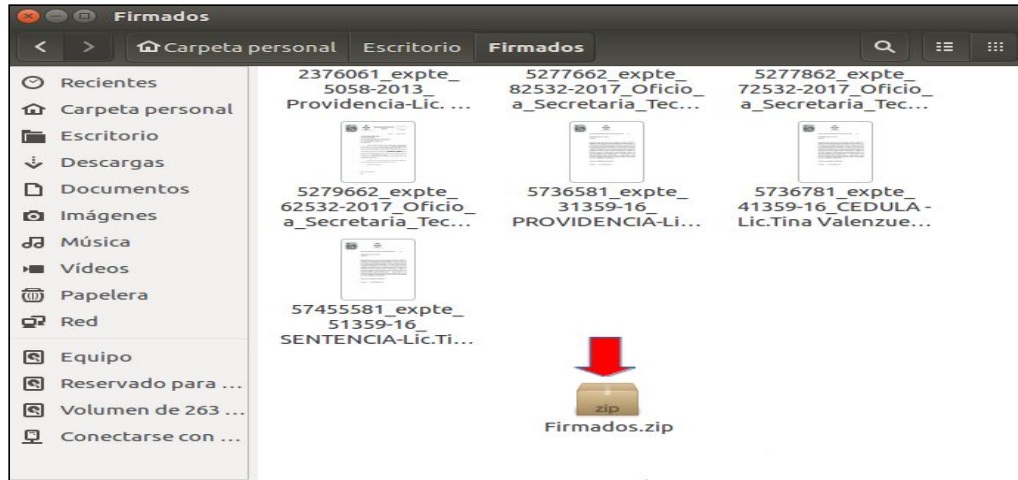 Firmados
Carpeta personal Escritorio Firmados
Recientes
Carpeta personal
Escritorio
Descargas
Documentos
Imágenes
Música
Vídeos
Papelera
Red
Equipo
Reservado para ...
Volumen de 263 ...
Conectarse con ...
2376061_expte_
5058-2013_
Providencia-Lic. ...
5277662_expte_
82532-2017_Oficio_
a_Secretaria_Tec...
5277862_expte_
72532-2017_Oficio_
a_Secretaria_Tec...
5279662_expte_
62532-2017_Oficio_
a_Secretaria_Tec...
5736581_expte_
31359-16_
PROVIDENCIA-Li...
5736781_expte_
41359-16_CEDULA -
Lic.Tina Valenzue...
57455581_expte_
51359-16_
SENTENCIA-Lic.Ti...
zip
Firmados.zip